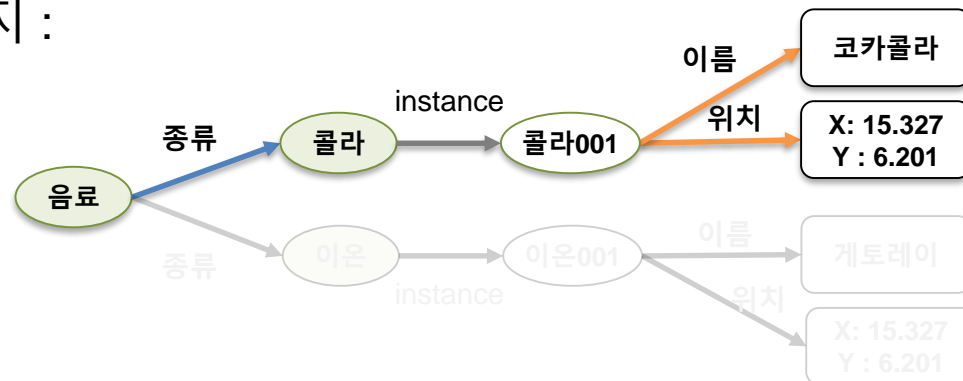 치 :
이름
코카콜라
instance
종류
위치
콜라
콜라001
X: 15.327
Y : 6.201
음료
이름
종류
이온
이온001
게토레이
instance
위치
X: 15.327
Y : 6.201